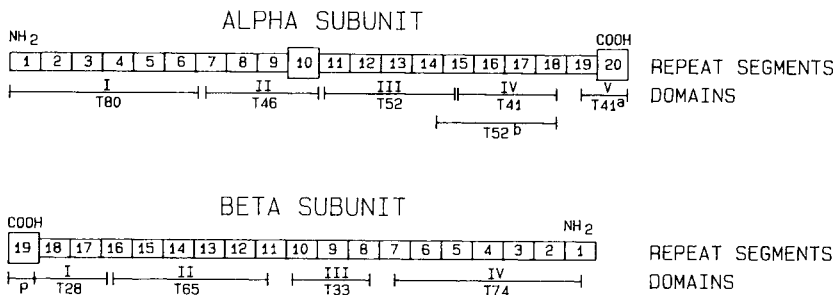 ALPHA SUBUNIT
NH2 COOH
1 2 3 4 5 6 7 8 9 10 11 12 13 14 15 16 17 18 19 20 REPEAT SEGMENTS
I II III IV V DOMAINS
T80 T46 T52 T41 T41a
T52b
BETA SUBUNIT
COOH NH2
19 18 17 16 15 14 13 12 11 10 9 8 7 6 5 4 3 2 1 REPEAT SEGMENTS
I II III IV
P T28 T65 T33 T74 DOMAINS